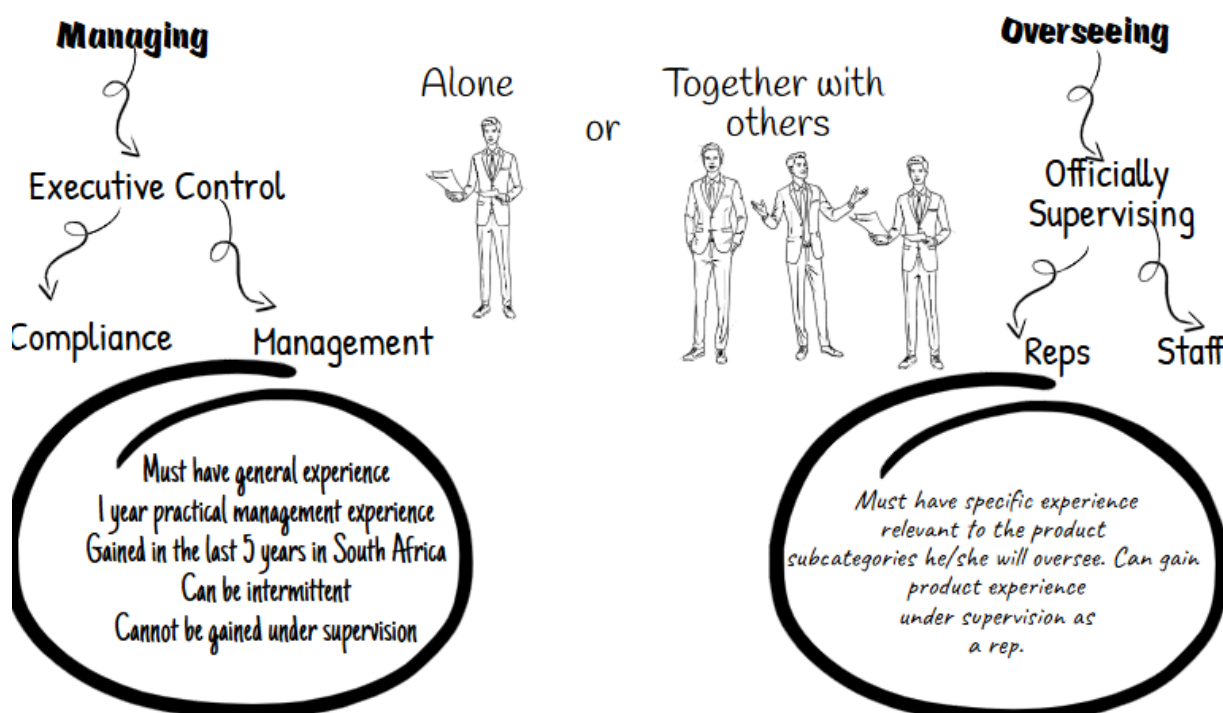 Managing
Executive Control
Compliance
Management
Must have general experience
1 year practical management experience
Gained in the last 5 years in South Africa
Can be intermittent
Cannot be gained under supervision
Alone
or
Together with
others
Overseeing
Officially
Supervising
Reps
Staff
Must have specific experience
relevant to the product
subcategories he/she will oversee. Can gain
product experience
under supervision as
a rep.